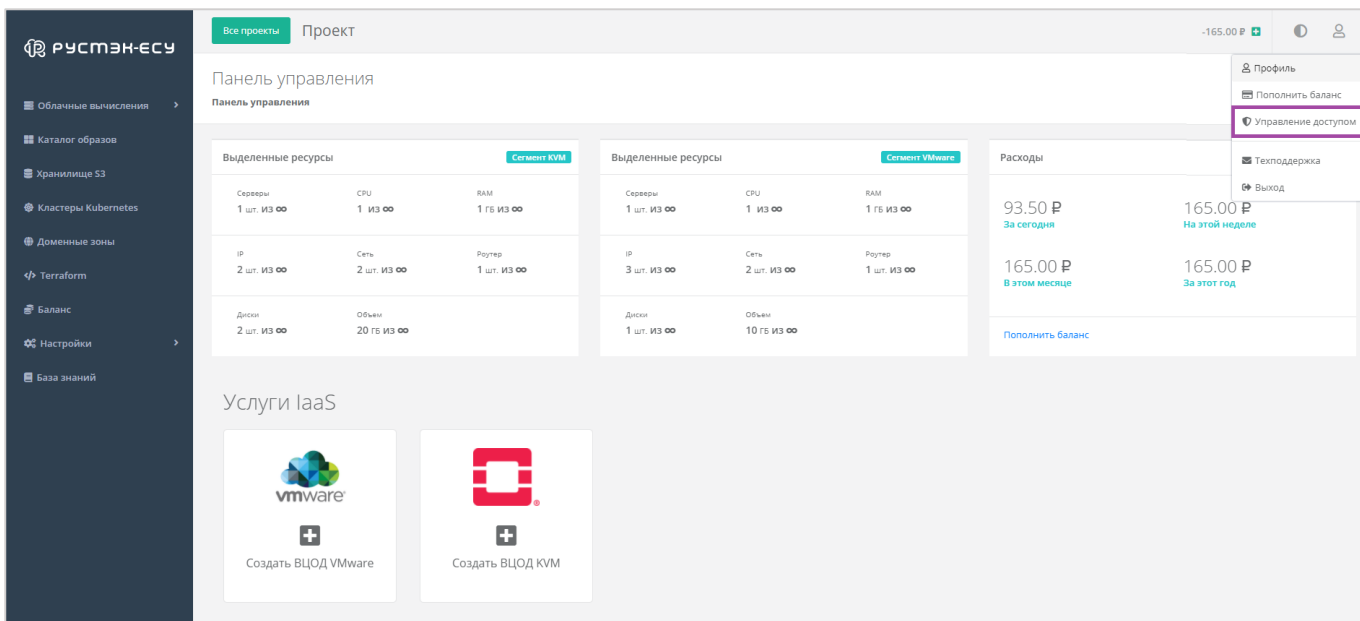 РУСТЭК-ЕСУ
Все проекты Проект -165.00 ₽
Профиль
Пополнить баланс
Управление доступом
Техподдержка
Выход
Облачные вычисления
Каталог образов
Хранилище S3
Кластеры Kubernetes
Доменные зоны
Terraform
Баланс
Настройки
База знаний
Панель управления
Панель управления
Выделенные ресурсы Сегмент KVM
Серверы CPU RAM
1 шт. из ∞ 1 из ∞ 1 ГБ из ∞
IP Сеть Роутер
2 шт. из ∞ 2 шт. из ∞ 1 шт. из ∞
Диски Объем
2 шт. из ∞ 20 ГБ из ∞
Выделенные ресурсы Сегмент VMware
Серверы CPU RAM
1 шт. из ∞ 1 из ∞ 1 ГБ из ∞
IP Сеть Роутер
3 шт. из ∞ 2 шт. из ∞ 1 шт. из ∞
Диски Объем
1 шт. из ∞ 10 ГБ из ∞
Расходы
93.50 ₽ 165.00 ₽
За сегодня На этой неделе
165.00 ₽ 165.00 ₽
В этом месяце За этот год
Пополнить баланс
Услуги IaaS
vmware®
Создать ВЦОД VMware
®
Создать ВЦОД KVM